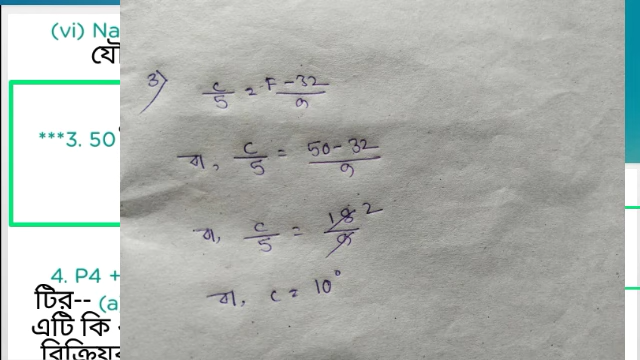 (vi) Na
যৌ
***3. 50°
3)
C/5 = F-32/9
বা, C/5 = 50-32/9
বা, C/5 = 18 2/9
বা, C = 10°
4. P4 +
টির-- (a
এটি কি
বিক্রিয়